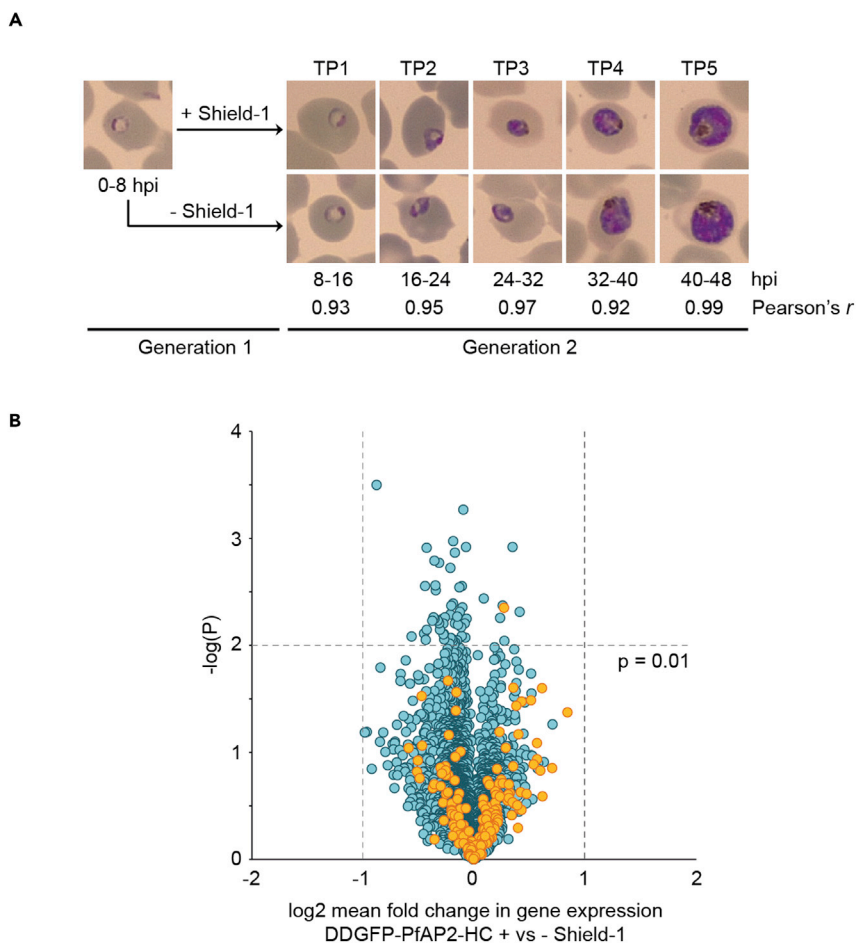 A
TP1 TP2 TP3 TP4 TP5
+ Shield-1
0-8 hpi
- Shield-1
8-16 16-24 24-32 32-40 40-48 hpi
0.93 0.95 0.97 0.92 0.99 Pearson's r
Generation 1 Generation 2
B
4
3
2
1
0
-log(P)
p = 0.01
-2 -1 0 1 2
log2 mean fold change in gene expression
DDGFP-PfAP2-HC + vs - Shield-1